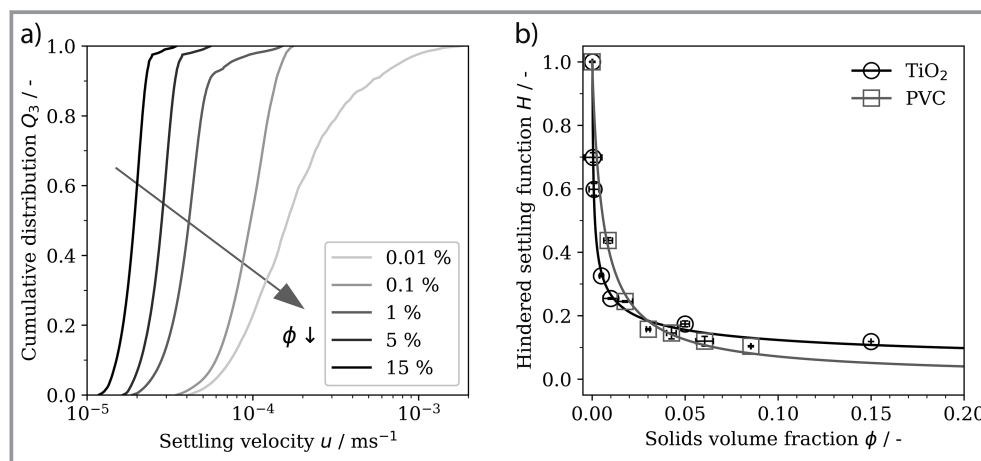 a)
Cumulative distribution Q₃ / -
1.0
0.8
0.6
0.4
0.2
0.0
ϕ ↓
0.01 %
0.1 %
1 %
5 %
15 %
10⁻⁵
10⁻⁴
10⁻³
Settling velocity u / ms⁻¹
b)
Hindered settling function H / -
1.0
0.8
0.6
0.4
0.2
0.0
TiO₂
PVC
0.00
0.05
0.10
0.15
0.20
Solids volume fraction ϕ / -